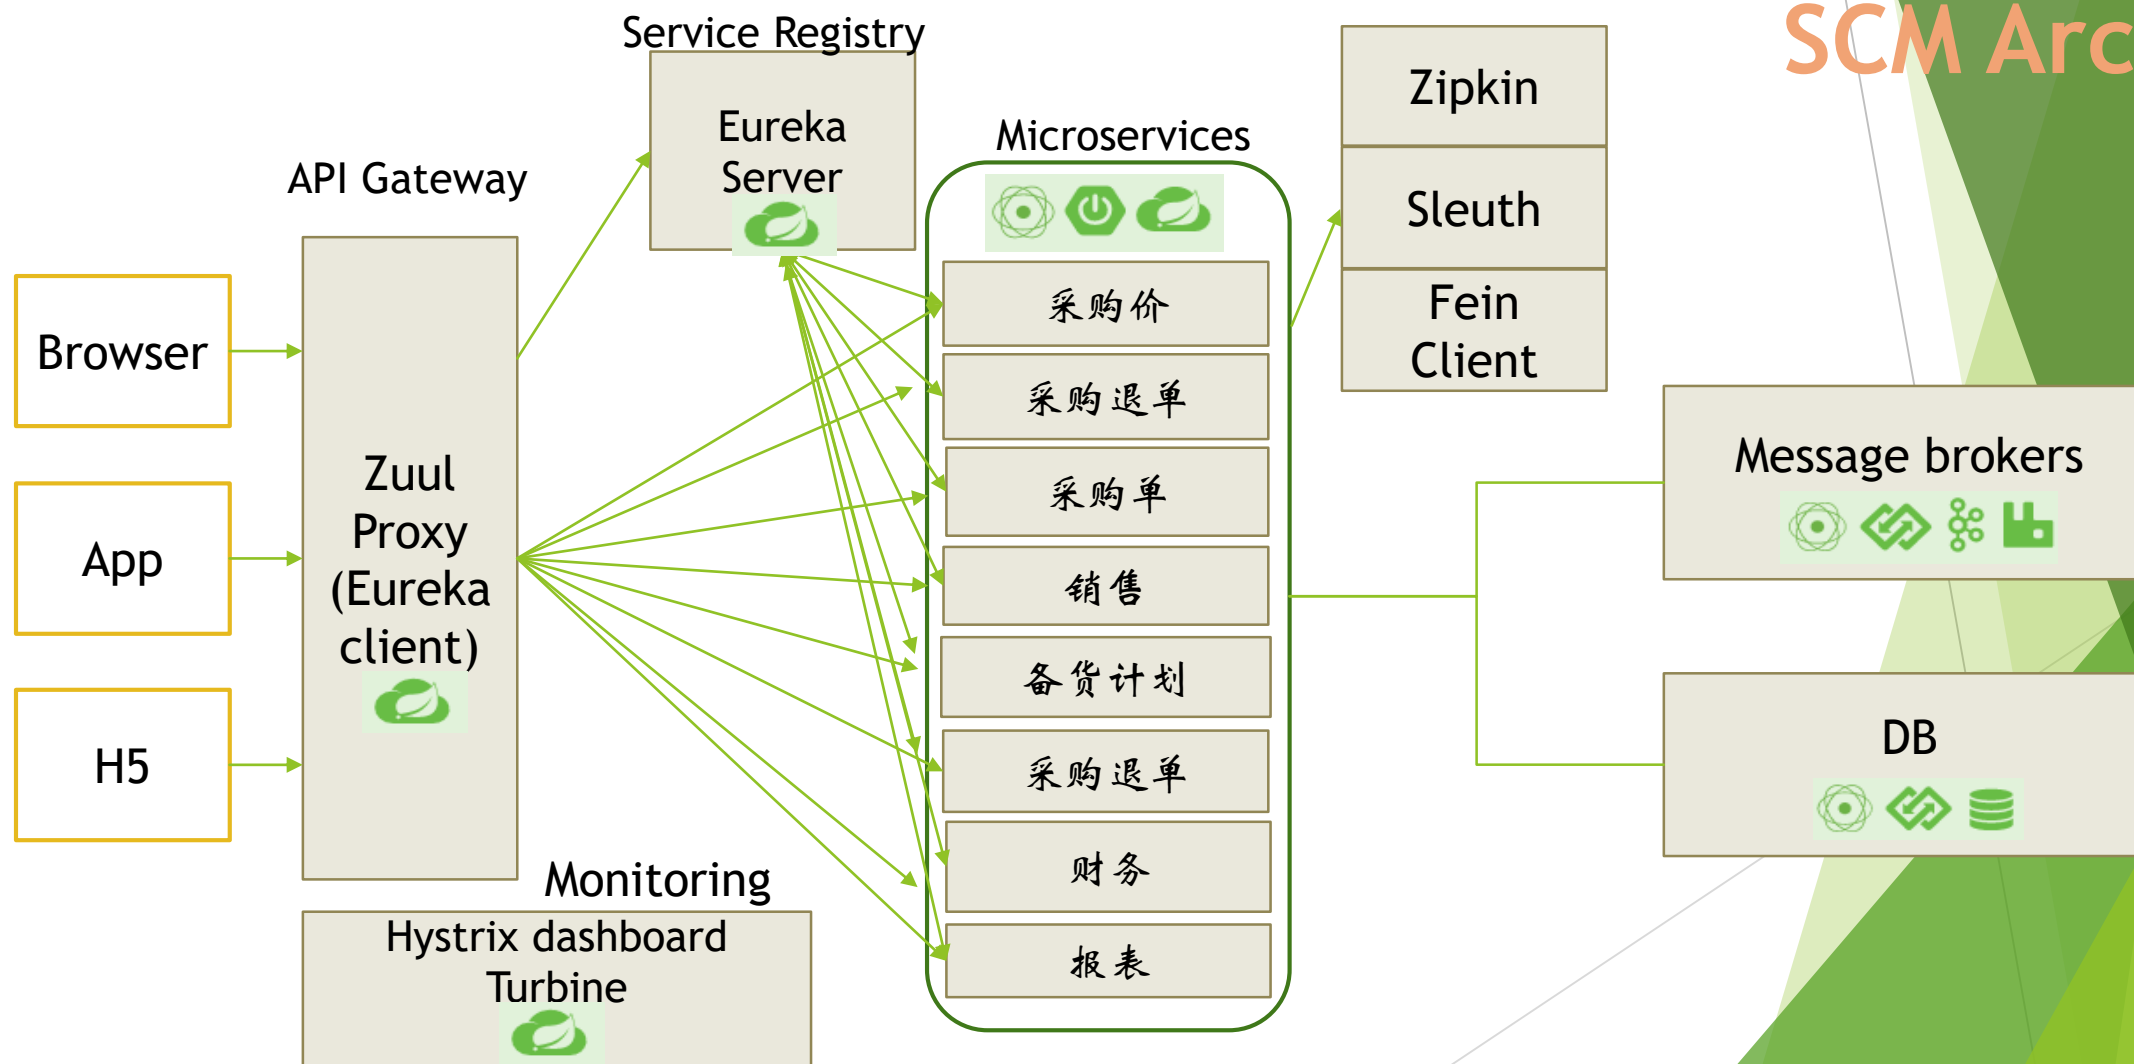 SCM Arc
Service Registry
Eureka
Server
API Gateway
Microservices
Zipkin
Sleuth
Fein
Client
Browser
App
H5
Zuul
Proxy
(Eureka
client)
采购价
采购退单
采购单
销售
备货计划
采购退单
财务
报表
Message brokers
DB
Monitoring
Hystrix dashboard
Turbine